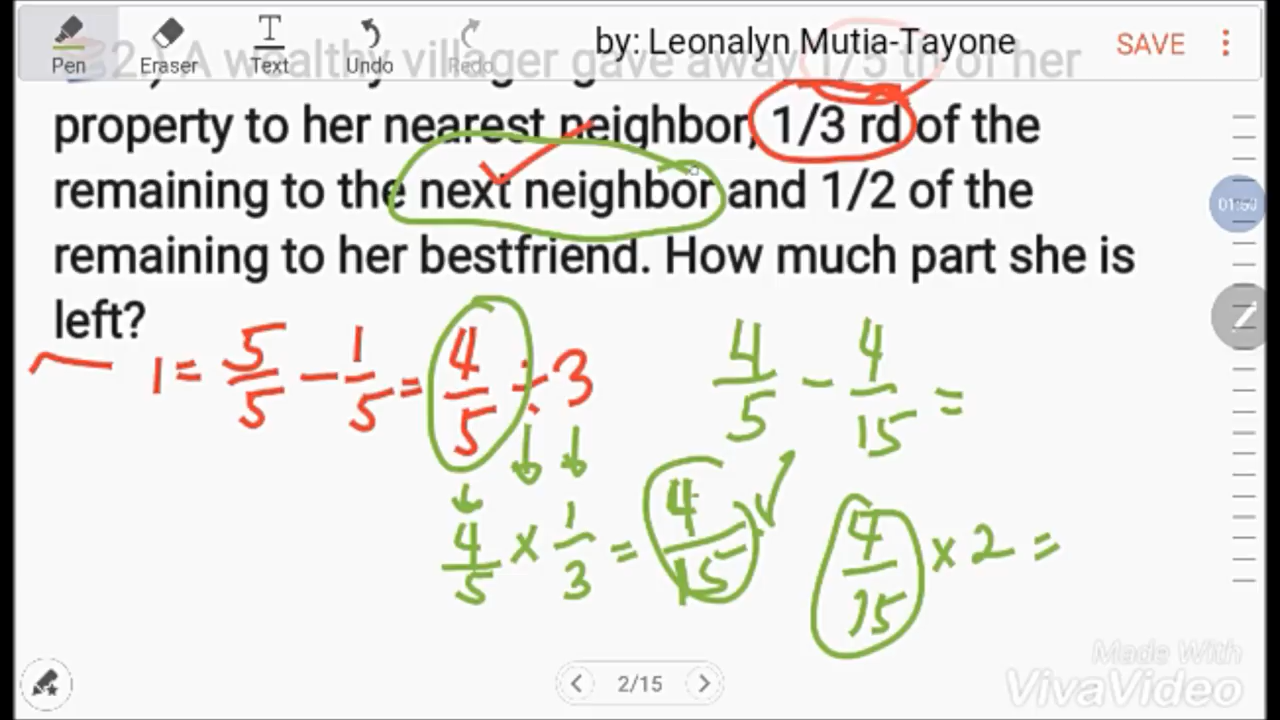 by: Leonalyn Mutia-Tayone
SAVE
Pen
Eraser
Text
Undo
Redo
2.) A wealthy villager gave away 1/5 th of her
property to her nearest neighbor, 1/3 rd of the
remaining to the next neighbor and 1/2 of the
remaining to her bestfriend. How much part she is
left?
01:50
1 = 5/5 - 1/5 = 4/5 ÷ 3
4/5 - 4/15 =
4/5 x 1/3 = 4/15
4/15 x 2 =
2/15
Made With
VivaVideo